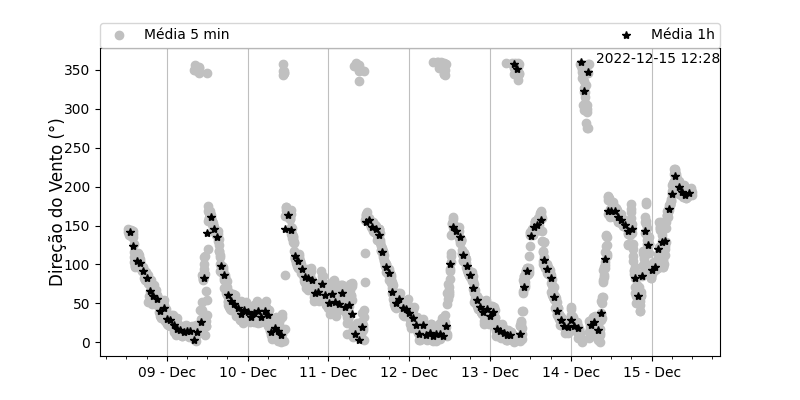 Média 5 min
Média 1h
2022-12-15 12:28
Direção do Vento (°)
350
300
250
200
150
100
50
0
09 - Dec
10 - Dec
11 - Dec
12 - Dec
13 - Dec
14 - Dec
15 - Dec